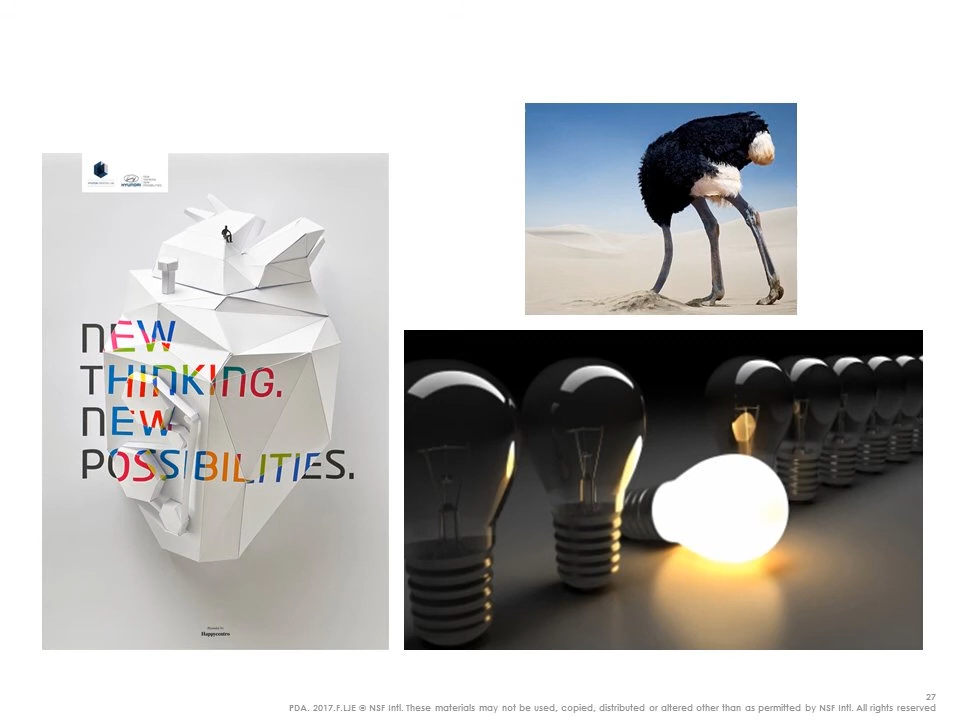 HYUNDAI
NEW
THINKING.
NEW
POSSIBILITIES.
Happycentro
27
PDA. 2017.F.LJE © NSF Intl. These materials may not be used, copied, distributed or altered other than as permitted by NSF Intl. All rights reserved